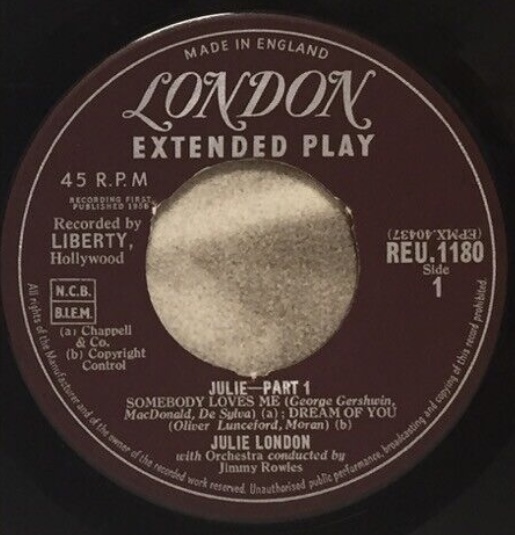 MADE IN ENGLAND
LONDON
EXTENDED PLAY
45 R.P.M
RECORDING FIRST
PUBLISHED 1956
Recorded by
LIBERTY,
Hollywood
N.C.B.
B.I.E.M.
(a) Chappell
& Co.
(b) Copyright
Control
(EPMX.40437)
REU.1180
Side
1
JULIE—PART 1
SOMEBODY LOVES ME (George Gershwin,
MacDonald, De Sylva) (a) ; DREAM OF YOU
(Oliver Lunceford, Moran) (b)
JULIE LONDON
with Orchestra conducted by
Jimmy Rowles
All rights of the Manufacturer and of the owner of the recorded work reserved. Unauthorised public performance, broadcasting and copying of this record prohibited.